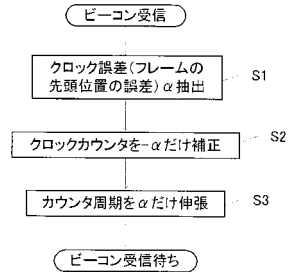 ビーコン受信
クロック誤差(フレームの
先頭位置の誤差)α抽出
S1
クロックカウンタを-αだけ補正
S2
カウンタ周期をαだけ伸張
S3
ビーコン受信待ち